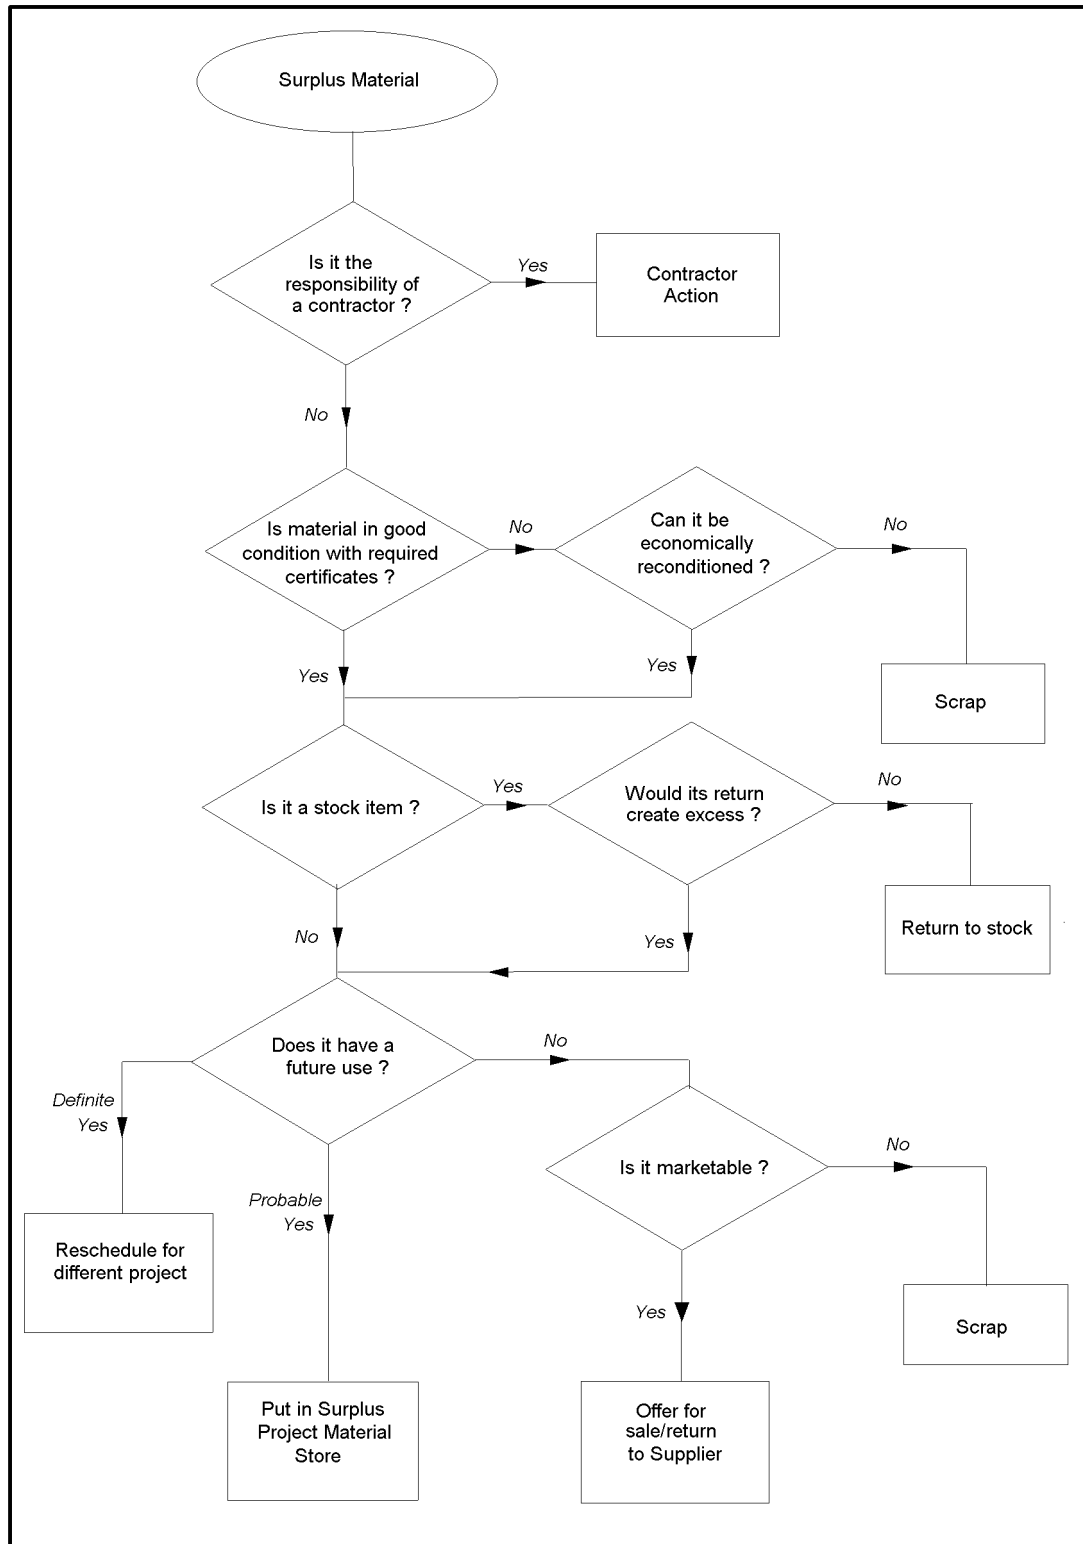 Surplus Material
Is it the
responsibility of
a contractor ?
Yes
Contractor
Action
No
Is material in good
condition with required
certificates ?
No
Can it be
economically
reconditioned ?
No
Yes
Yes
Scrap
Is it a stock item ?
Yes
Would its return
create excess ?
No
No
Yes
Return to stock
Does it have a
future use ?
No
Definite
Yes
Is it marketable ?
No
Probable
Yes
Reschedule for
different project
Yes
Scrap
Put in Surplus
Project Material
Store
Offer for
sale/return
to Supplier